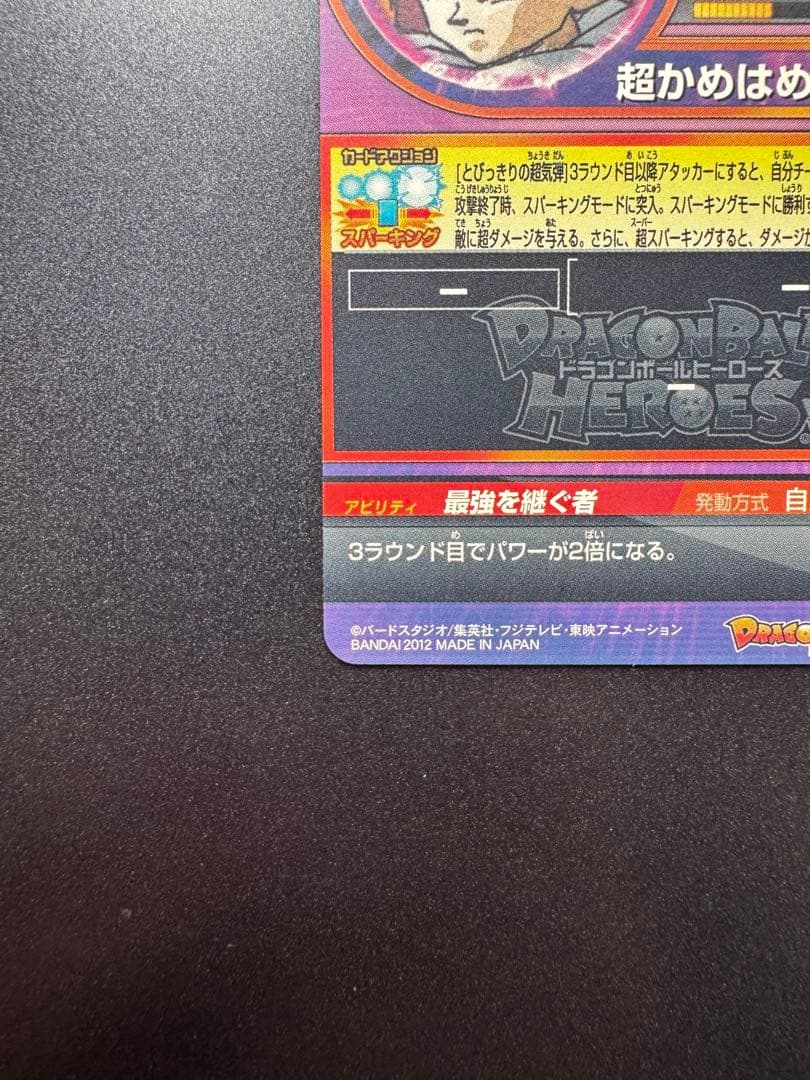 超かめはめ
カードアクション
スパーキング
[とびっきりの超気弾]3ラウンド目以降アタッカーにすると、自分チー
攻撃終了時、スパーキングモードに突入。スパーキングモードに勝利す
敵に超ダメージを与える。さらに、超スパーキングすると、ダメージが
DRAGON BALL
ドラゴンボールヒーローズ
HEROES
アビリティ 最強を継ぐ者 発動方式 自
3ラウンド目でパワーが2倍になる。
©バードスタジオ/集英社・フジテレビ・東映アニメーション
BANDAI 2012 MADE IN JAPAN
DRAGO